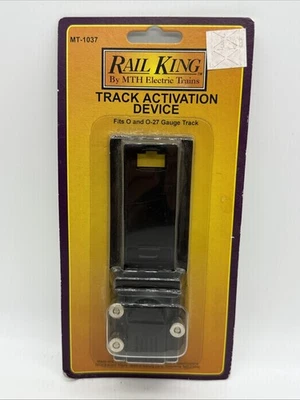 MT-1037
RAIL KING
By MTH Electric Trains
TRACK ACTIVATION
DEVICE
Fits O and O-27 Gauge Track